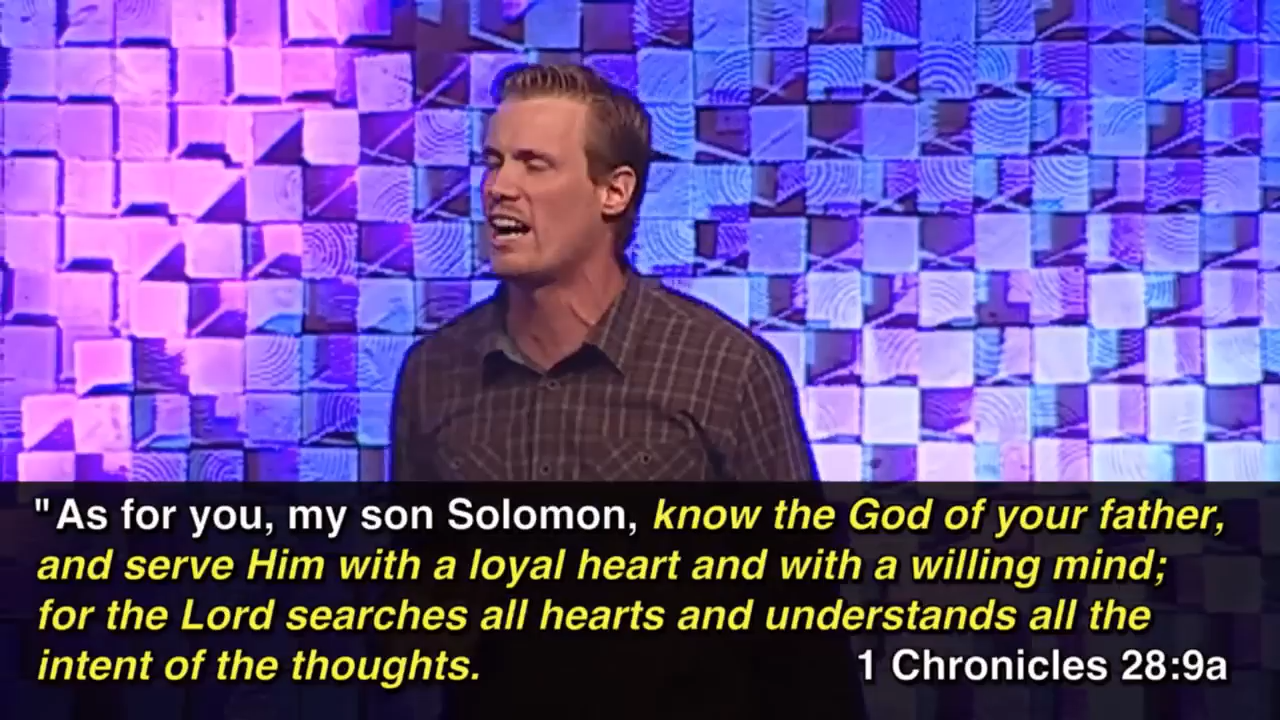 "As for you, my son Solomon, know the God of your father,
and serve Him with a loyal heart and with a willing mind;
for the Lord searches all hearts and understands all the
intent of the thoughts. 1 Chronicles 28:9a